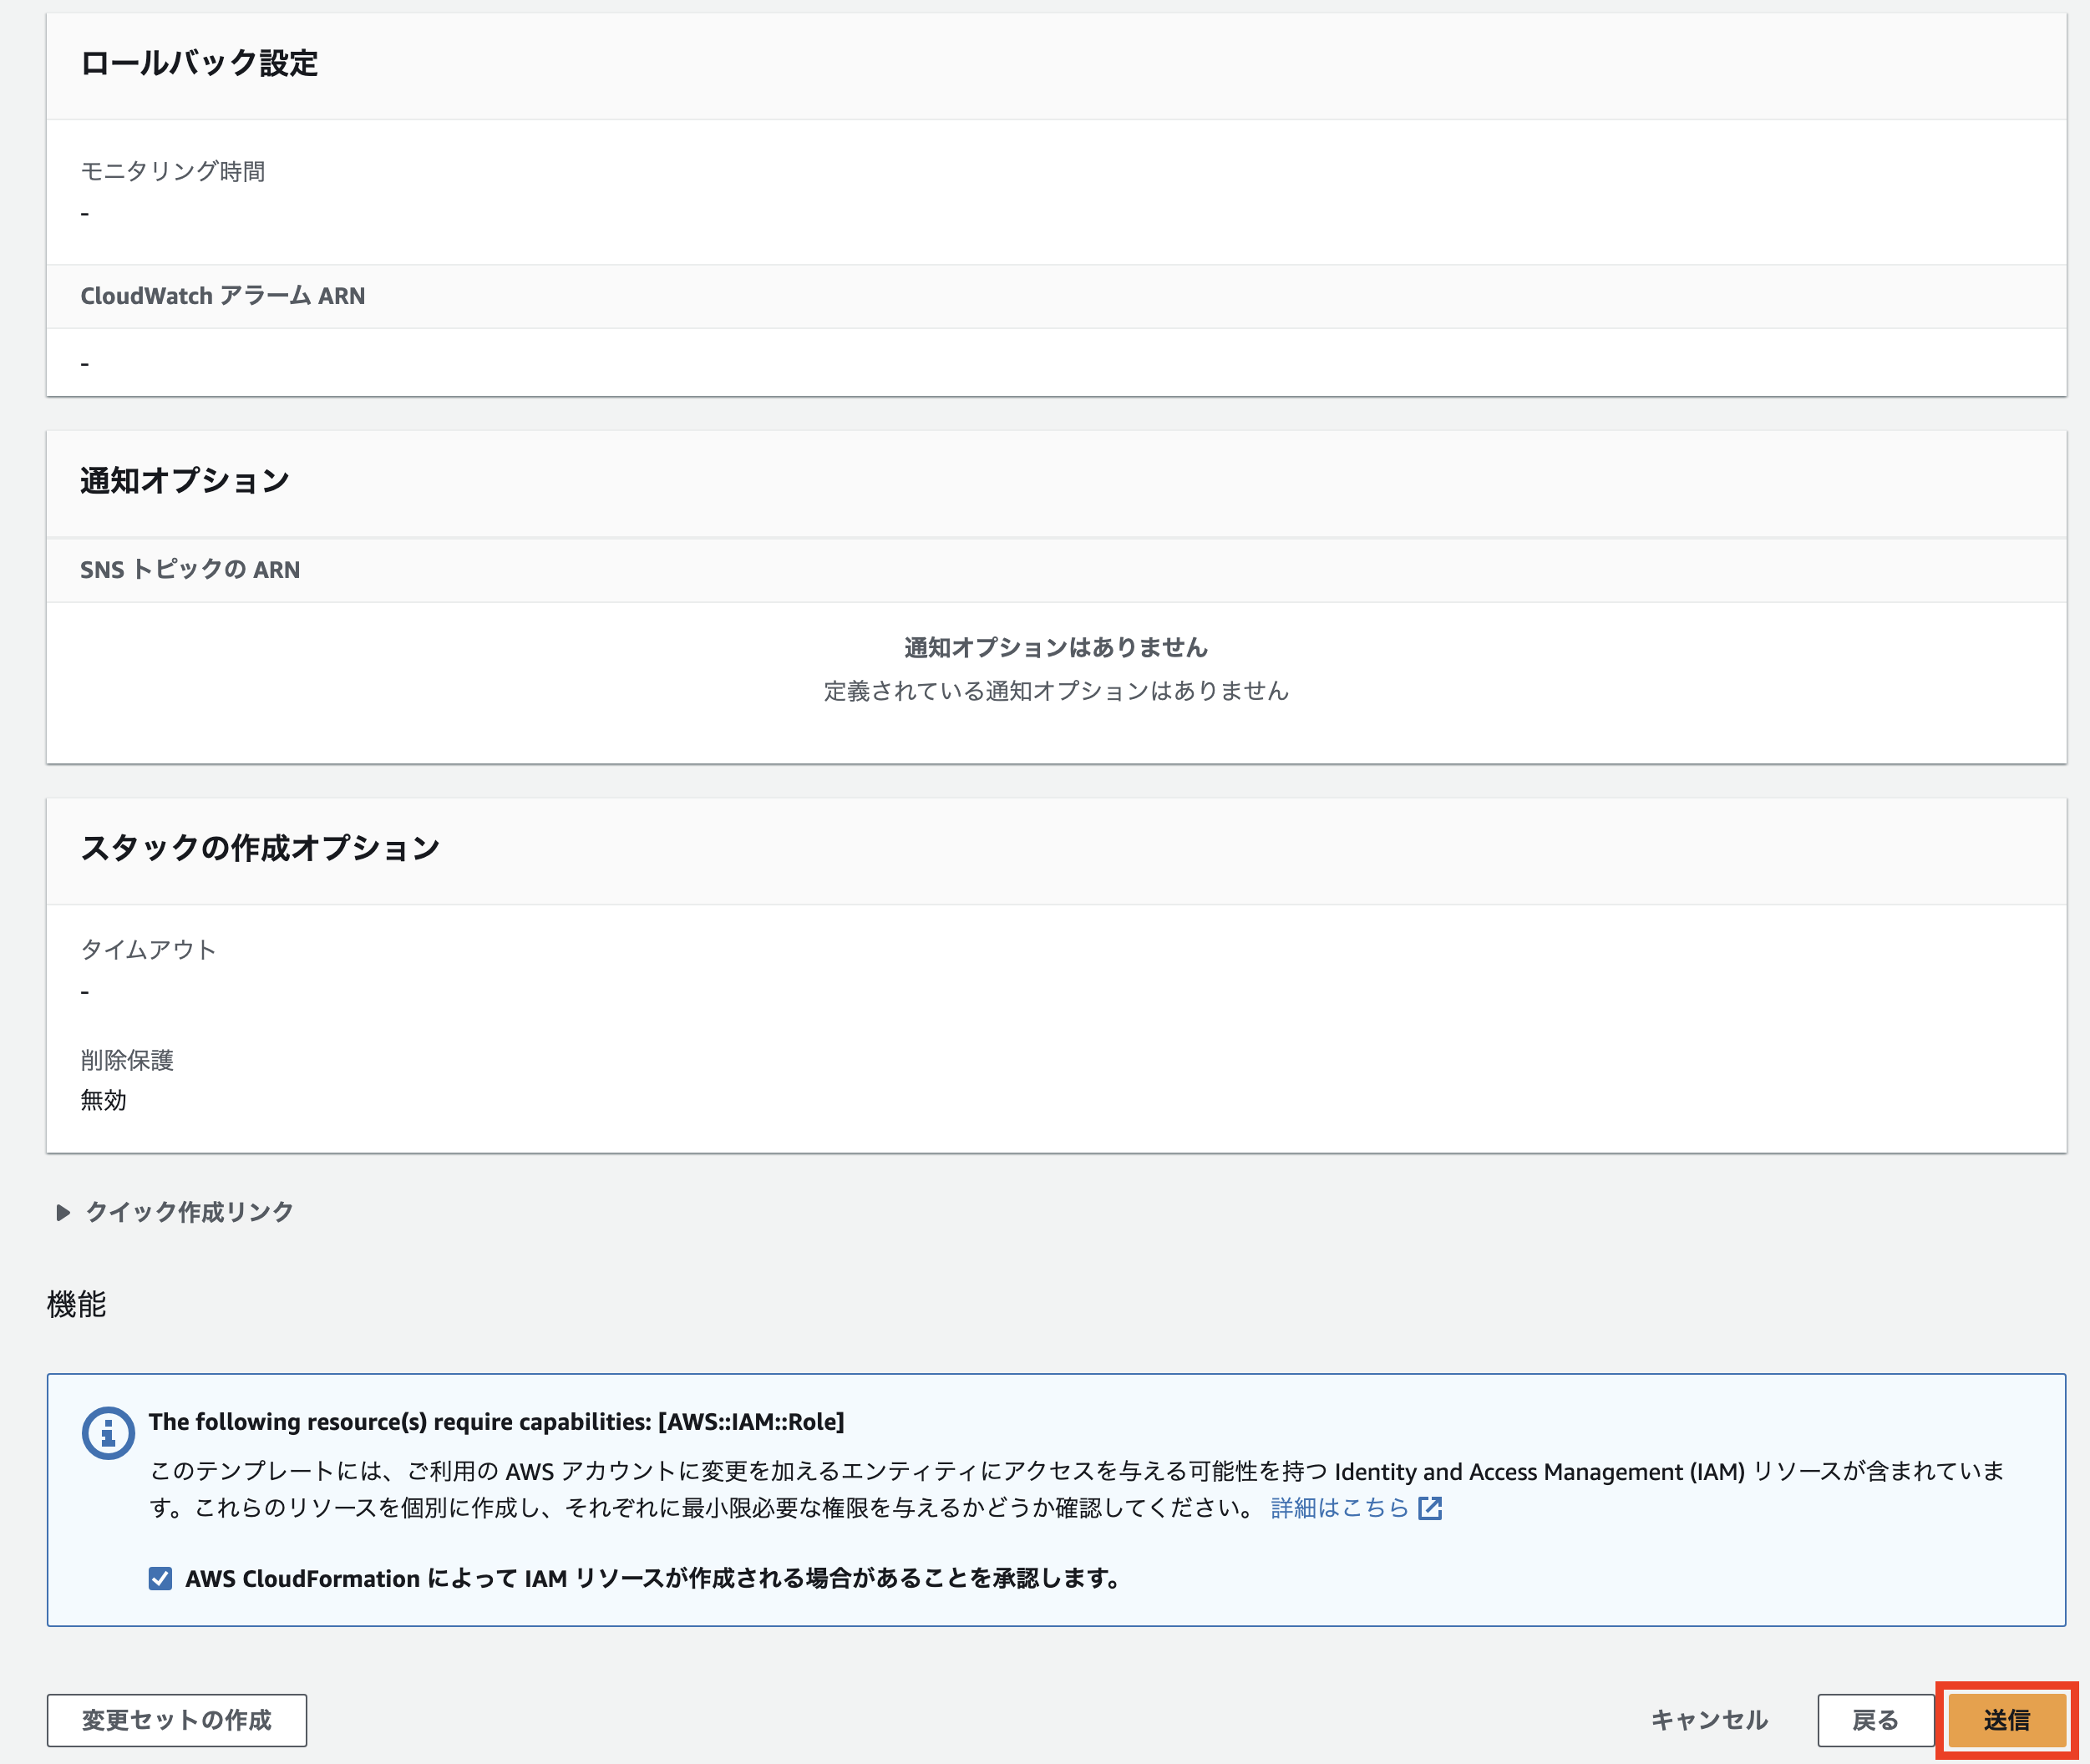 ロールバック設定
モニタリング時間
-
CloudWatch アラーム ARN
-
通知オプション
SNS トピックの ARN
通知オプションはありません
定義されている通知オプションはありません
スタックの作成オプション
タイムアウト
-
削除保護
無効
クイック作成リンク
機能
The following resource(s) require capabilities: [AWS::IAM::Role]
このテンプレートには、ご利用の AWS アカウントに変更を加えるエンティティにアクセスを与える可能性を持つ Identity and Access Management (IAM) リソースが含まれていま
す。これらのリソースを個別に作成し、それぞれに最小限必要な権限を与えるかどうか確認してください。 詳細はこちら
AWS CloudFormation によって IAM リソースが作成される場合があることを承認します。
変更セットの作成
キャンセル
戻る
送信